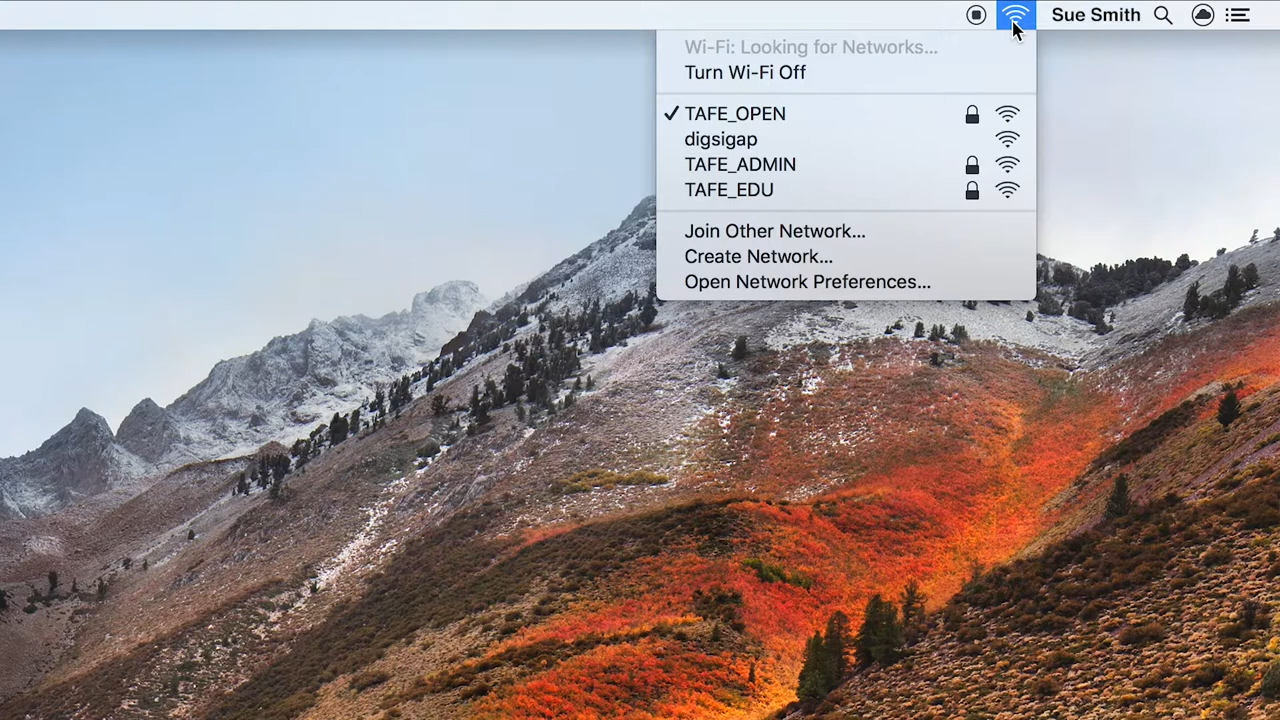 Sue Smith
Wi-Fi: Looking for Networks...
Turn Wi-Fi Off
TAFE_OPEN
digsigap
TAFE_ADMIN
TAFE_EDU
Join Other Network...
Create Network...
Open Network Preferences...